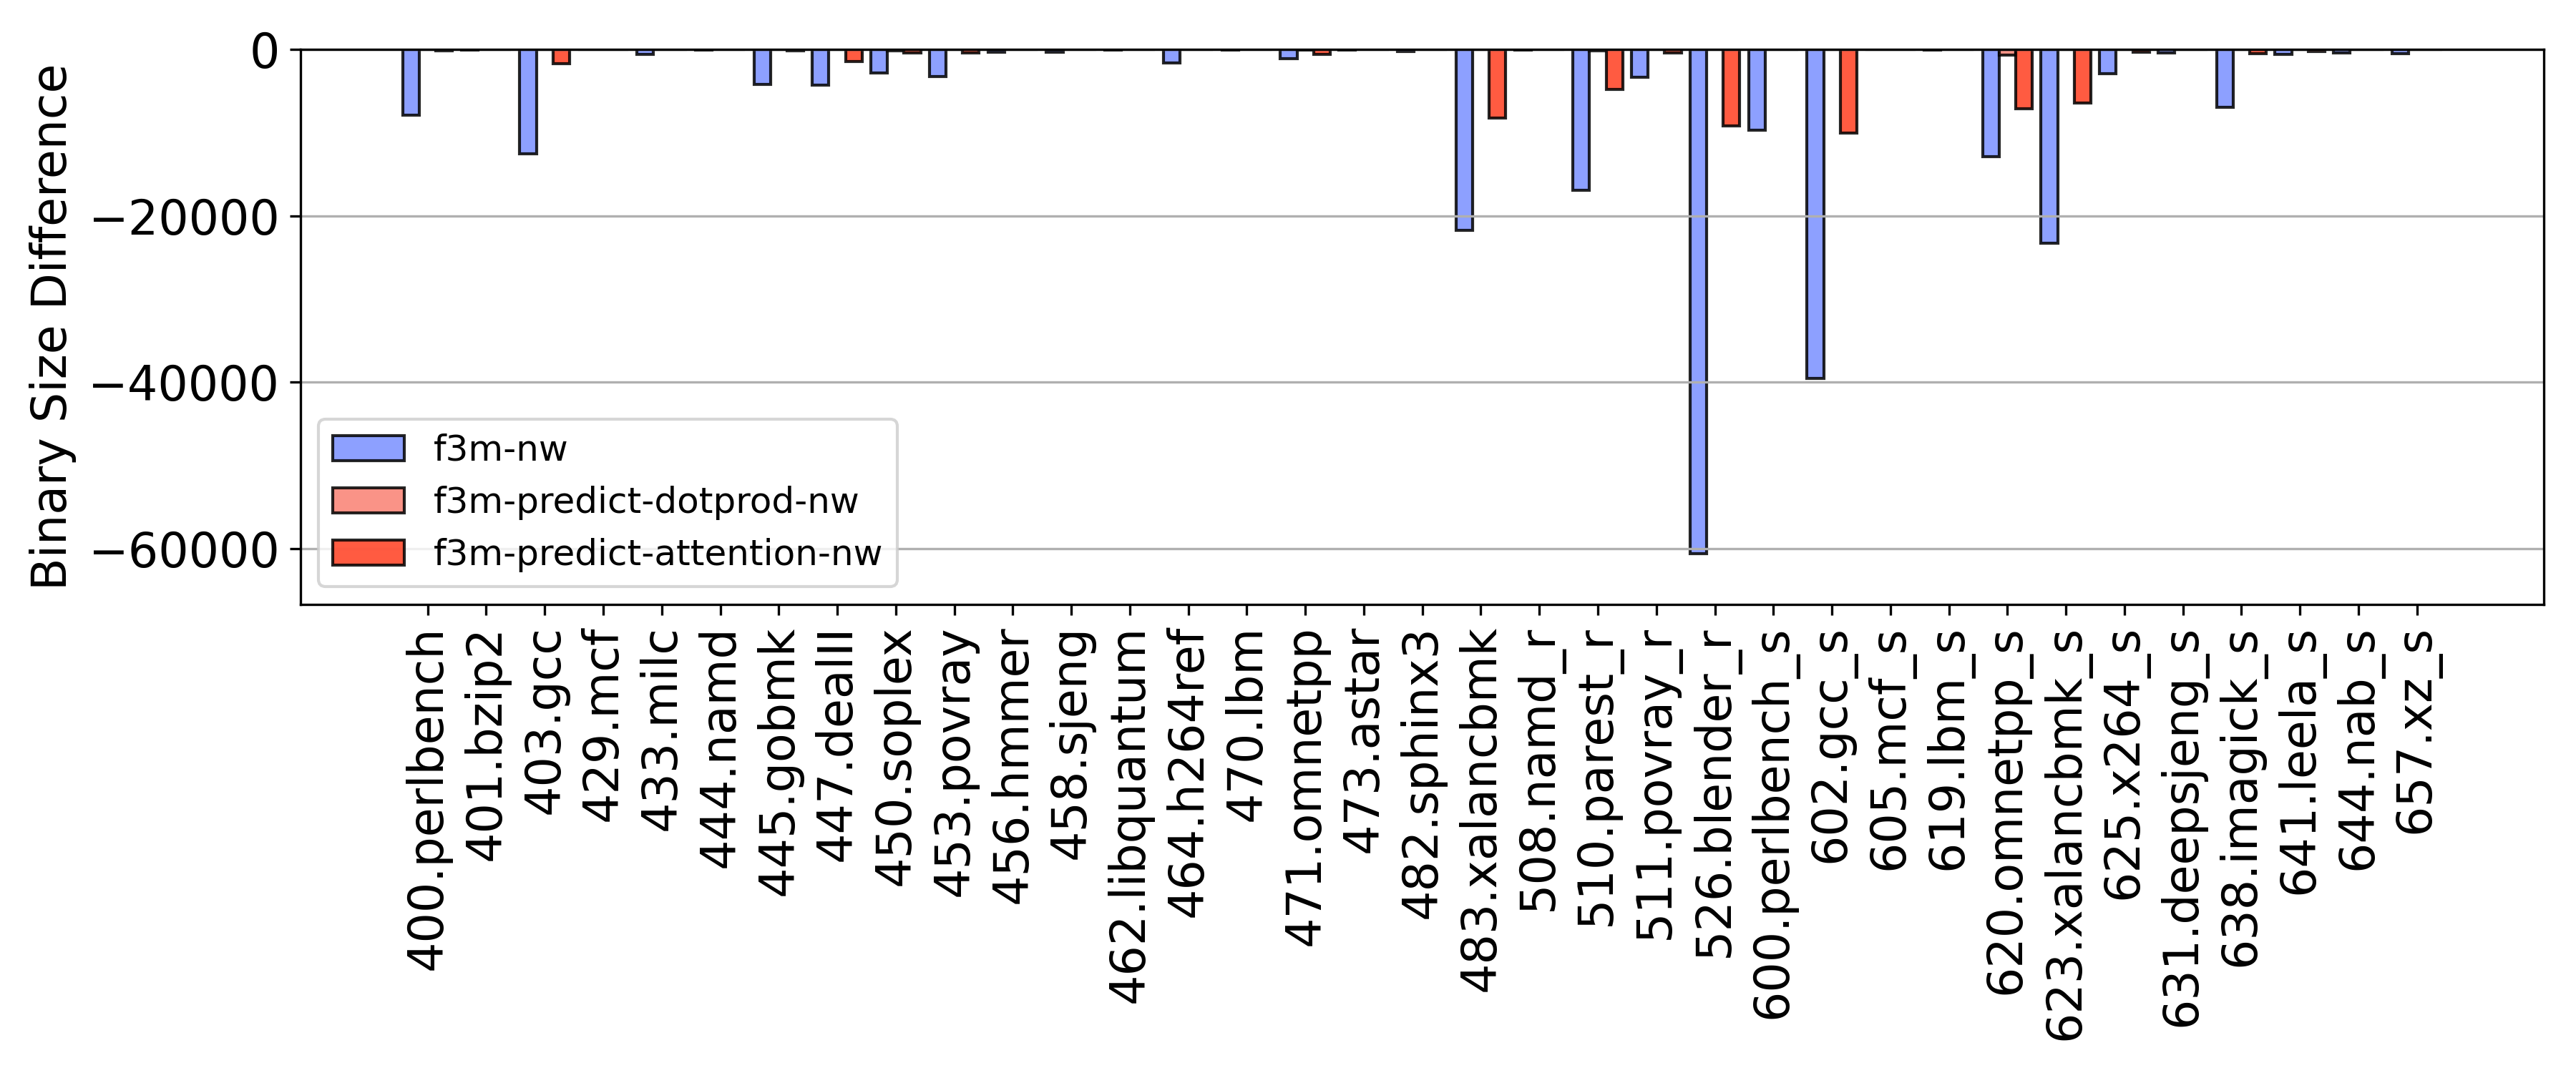 Binary Size Difference
0
−20000
−40000
−60000
f3m-nw
f3m-predict-dotprod-nw
f3m-predict-attention-nw
400.perlbench
401.bzip2
403.gcc
429.mcf
433.milc
444.namd
445.gobmk
447.dealII
450.soplex
453.povray
456.hmmer
458.sjeng
462.libquantum
464.h264ref
470.lbm
471.omnetpp
473.astar
482.sphinx3
483.xalancbmk
508.namd_r
510.parest_r
511.povray_r
526.blender_r
600.perlbench_s
602.gcc_s
605.mcf_s
619.lbm_s
620.omnetpp_s
623.xalancbmk_s
625.x264_s
631.deepsjeng_s
638.imagick_s
641.leela_s
644.nab_s
657.xz_s